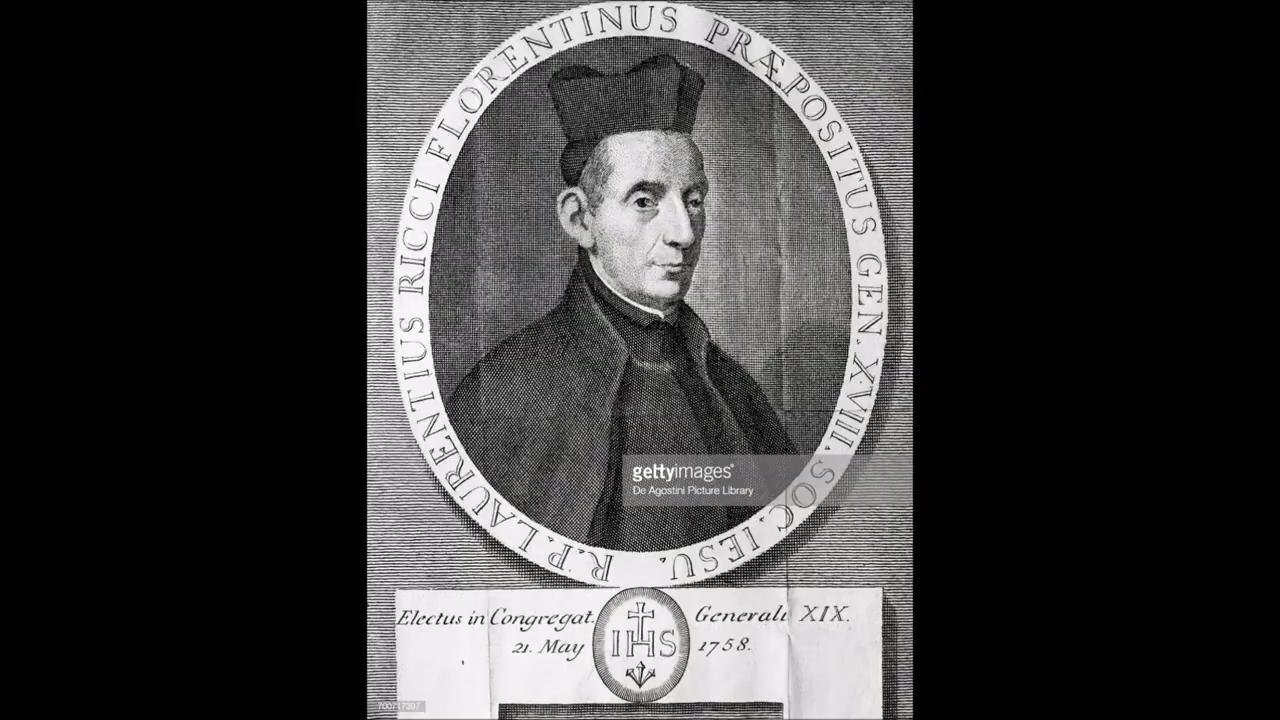 R.P. LAURENTIUS RICCI FLORENTINUS PRÆPOSITUS GEN. XVIII. SOC. IESU.
gettyimages®
De Agostini Picture Library
Electus in Congregat. Generali XIX.
21. May 1758.
IHS
700717397